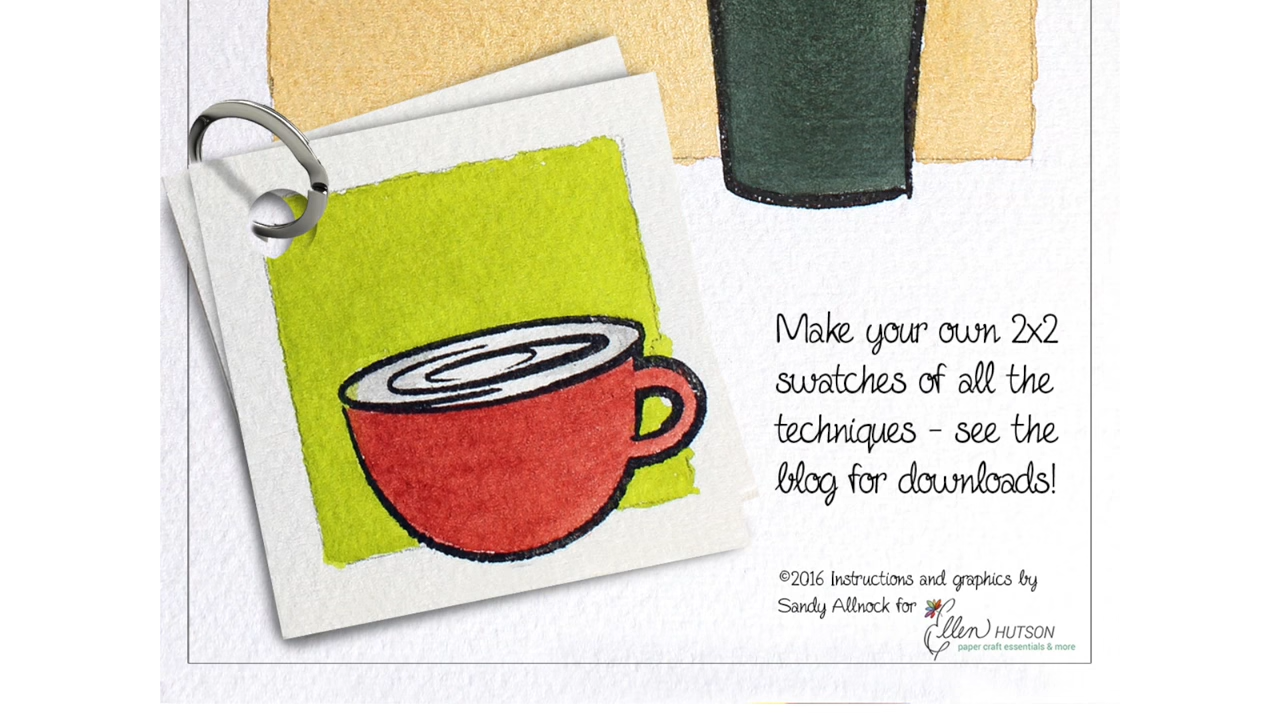 Make your own 2x2
swatches of all the
techniques - see the
blog for downloads!
©2016 Instructions and graphics by
Sandy Allnock for
Ellen HUTSON
paper craft essentials & more